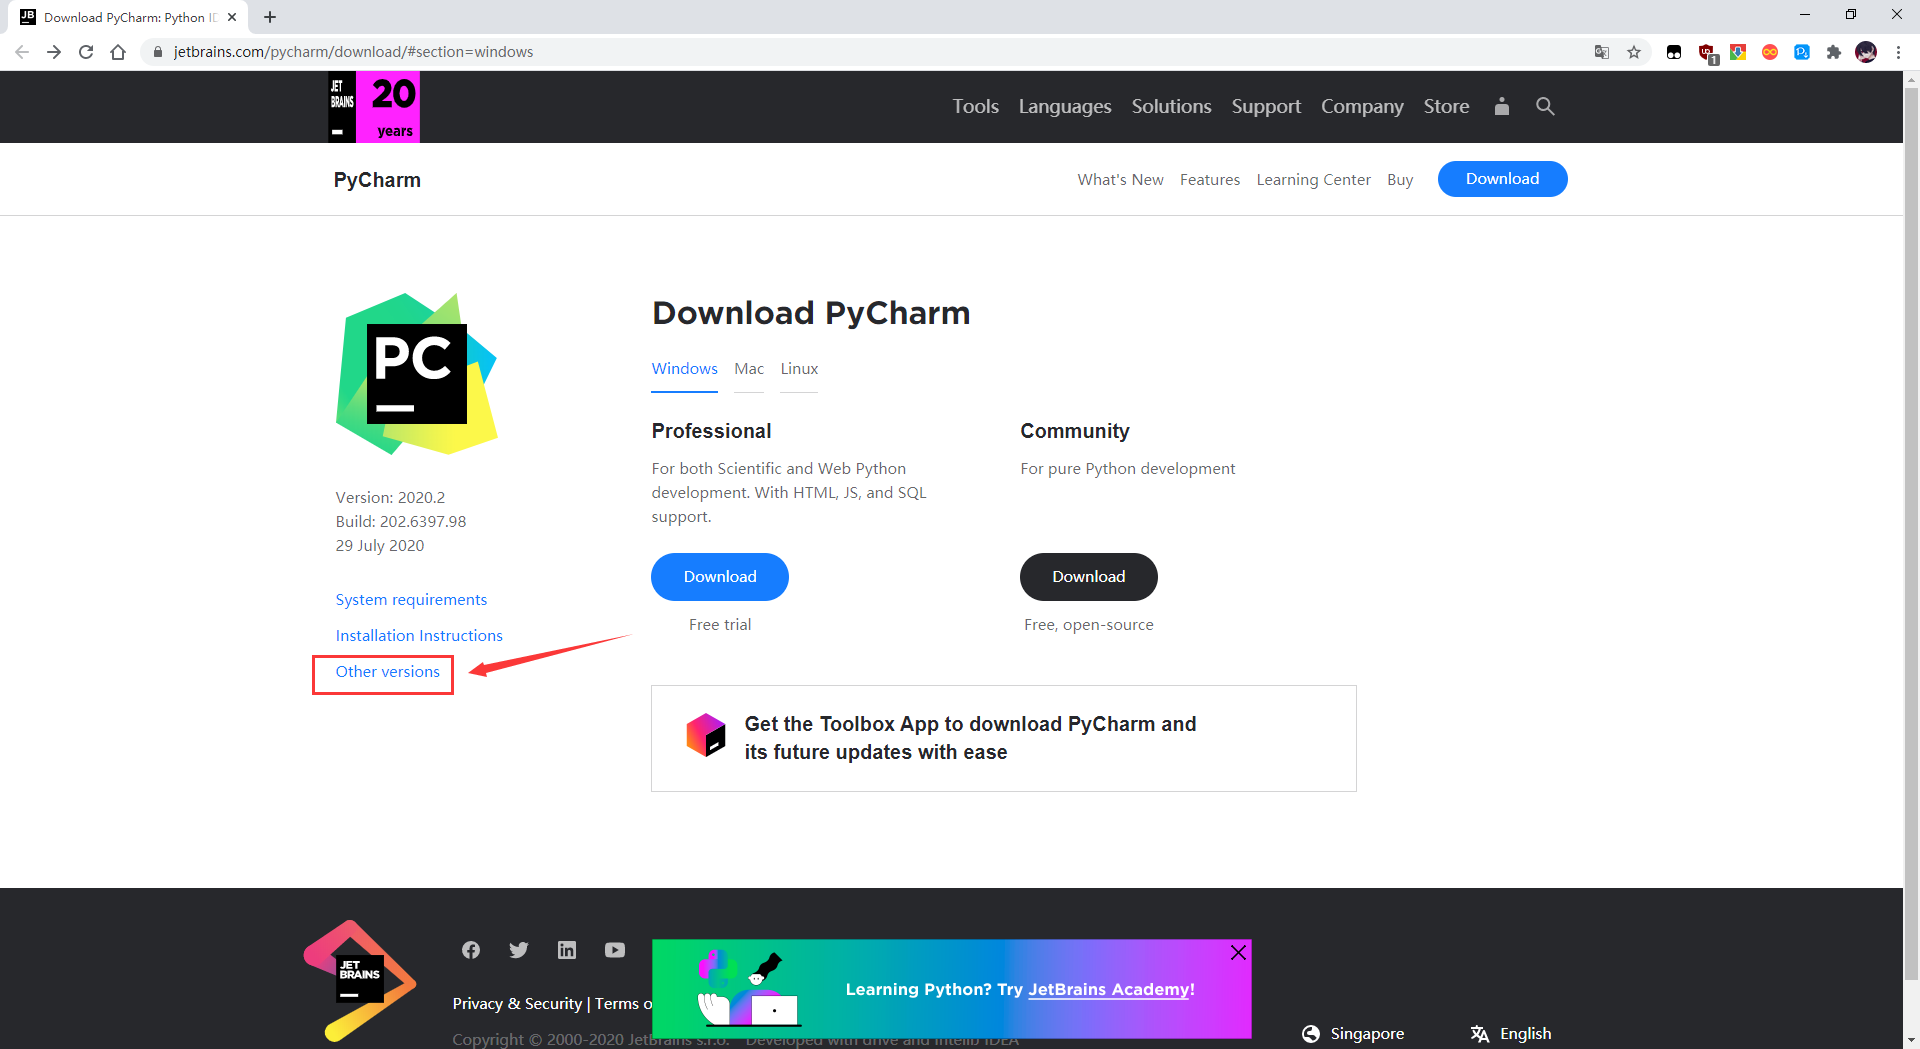 JB
Download PyCharm: Python ID
jetbrains.com/pycharm/download/#section=windows
1
JET
BRAINS
20
years
Tools
Languages
Solutions
Support
Company
Store
PyCharm
What's New
Features
Learning Center
Buy
Download
PC
Version: 2020.2
Build: 202.6397.98
29 July 2020
System requirements
Installation Instructions
Other versions
Download PyCharm
Windows
Mac
Linux
Professional
For both Scientific and Web Python
development. With HTML, JS, and SQL
support.
Download
Free trial
Community
For pure Python development
Download
Free, open-source
Get the Toolbox App to download PyCharm and
its future updates with ease
JET
BRAINS
Privacy & Security | Terms o
Learning Python? Try JetBrains Academy!
Copyright © 2000-2020 JetBrains s.r.o. Developed with drive and IntelliJ IDEA
Singapore
English